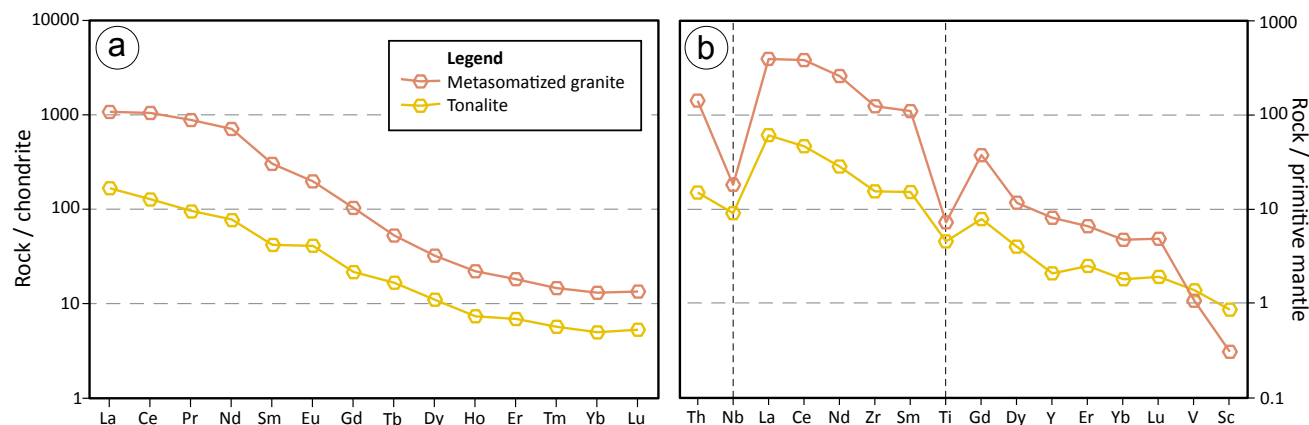 a
Legend
Metasomatized granite
Tonalite
Rock / chondrite
10000
1000
100
10
1
La Ce Pr Nd Sm Eu Gd Tb Dy Ho Er Tm Yb Lu
b
Rock / primitive mantle
1000
100
10
1
0.1
Th Nb La Ce Nd Zr Sm Ti Gd Dy Y Er Yb Lu V Sc